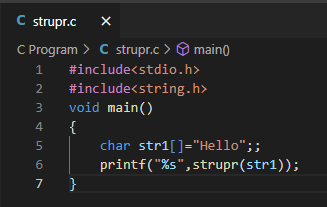 C strupr.c ×
C Program > C strupr.c > main()
1 #include<stdio.h>
2 #include<string.h>
3 void main()
4 {
5     char str1[]="Hello";;
6     printf("%s",strupr(str1));
7 }